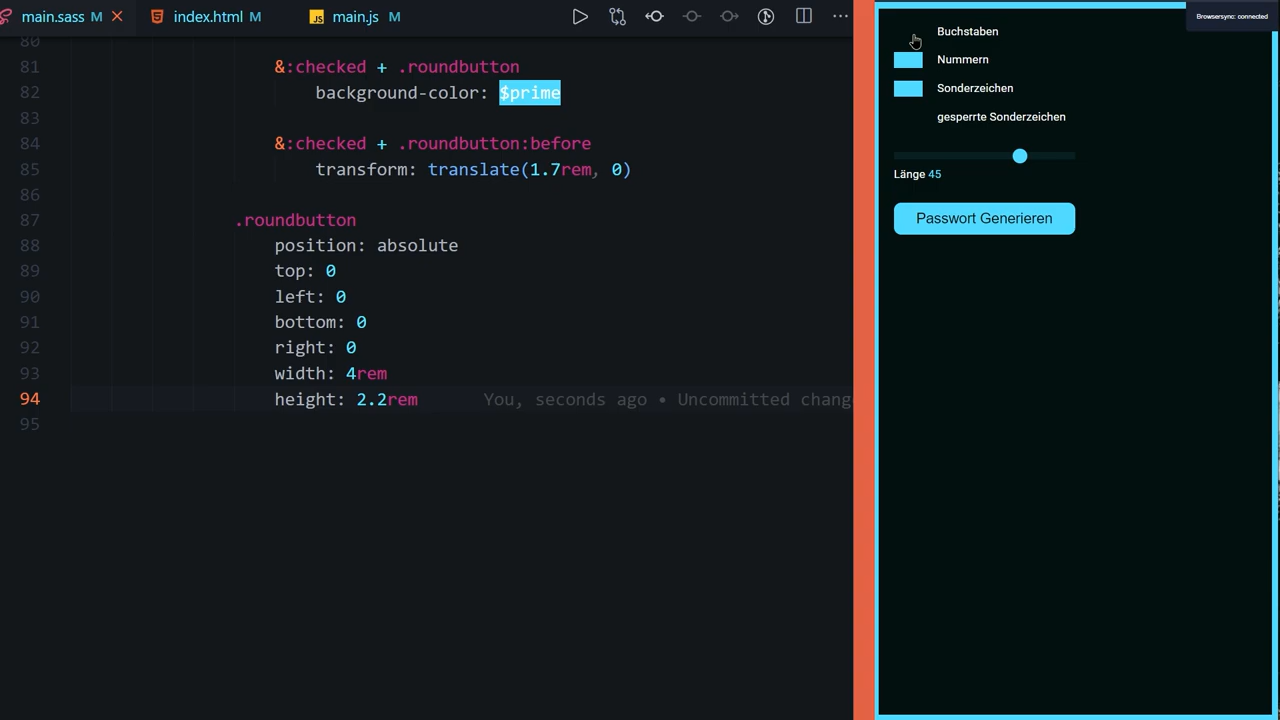 main.sass M
index.html M
JS main.js M
Browsersync: connected
80
81 &:checked + .roundbutton
82 background-color: $prime
83
84 &:checked + .roundbutton:before
85 transform: translate(1.7rem, 0)
86
87 .roundbutton
88 position: absolute
89 top: 0
90 left: 0
91 bottom: 0
92 right: 0
93 width: 4rem
94 height: 2.2rem You, seconds ago • Uncommitted chang
95
Buchstaben
Nummern
Sonderzeichen
gesperrte Sonderzeichen
Länge 45
Passwort Generieren